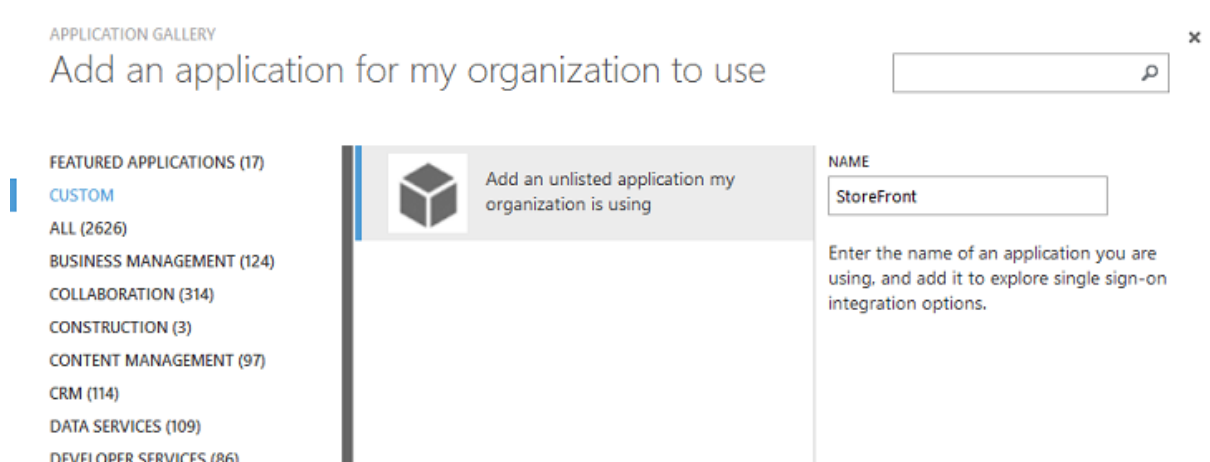 APPLICATION GALLERY
Add an application for my organization to use
FEATURED APPLICATIONS (17)
CUSTOM
ALL (2626)
BUSINESS MANAGEMENT (124)
COLLABORATION (314)
CONSTRUCTION (3)
CONTENT MANAGEMENT (97)
CRM (114)
DATA SERVICES (109)
DEVELOPER SERVICES (86)
Add an unlisted application my
organization is using
NAME
StoreFront
Enter the name of an application you are
using, and add it to explore single sign-on
integration options.